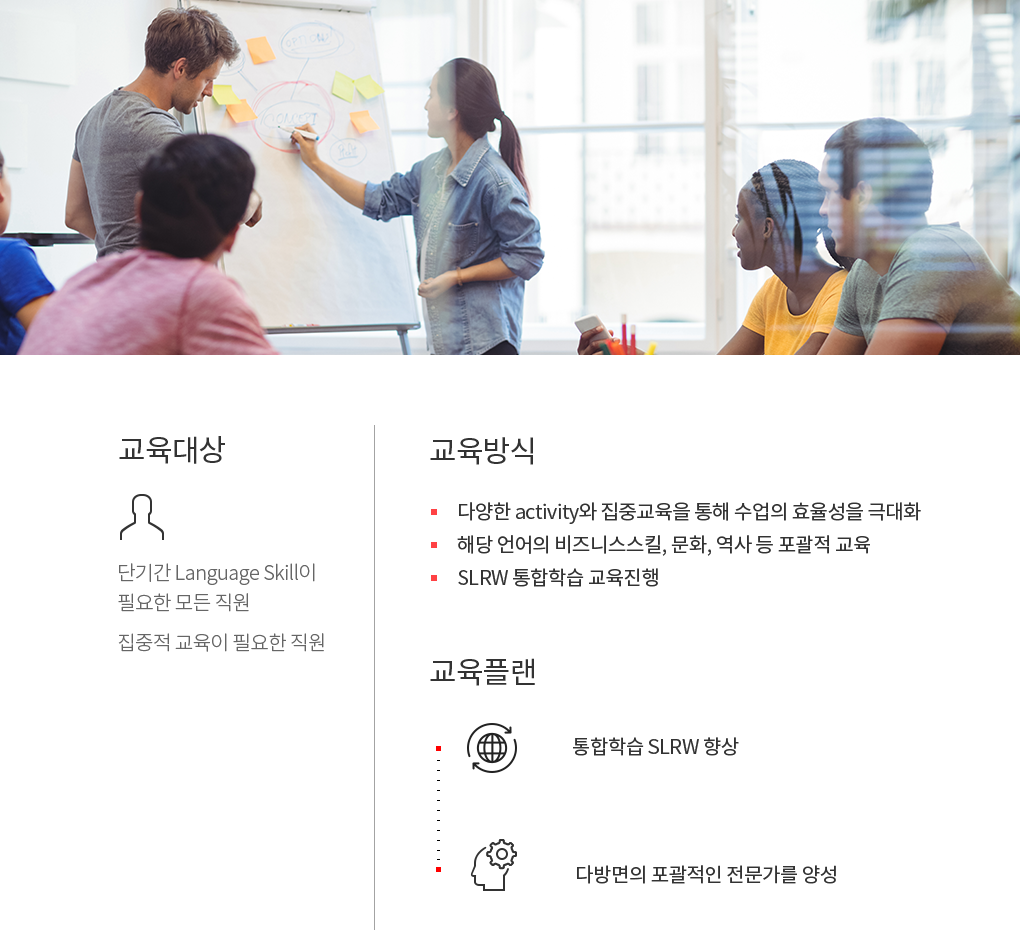 OPTION
CONCEPT
교육대상
단기간 Language Skill이
필요한 모든 직원
집중적 교육이 필요한 직원
교육방식
다양한 activity와 집중교육을 통해 수업의 효율성을 극대화
해당 언어의 비즈니스스킬, 문화, 역사 등 포괄적 교육
SLRW 통합학습 교육진행
교육플랜
통합학습 SLRW 향상
다방면의 포괄적인 전문가를 양성